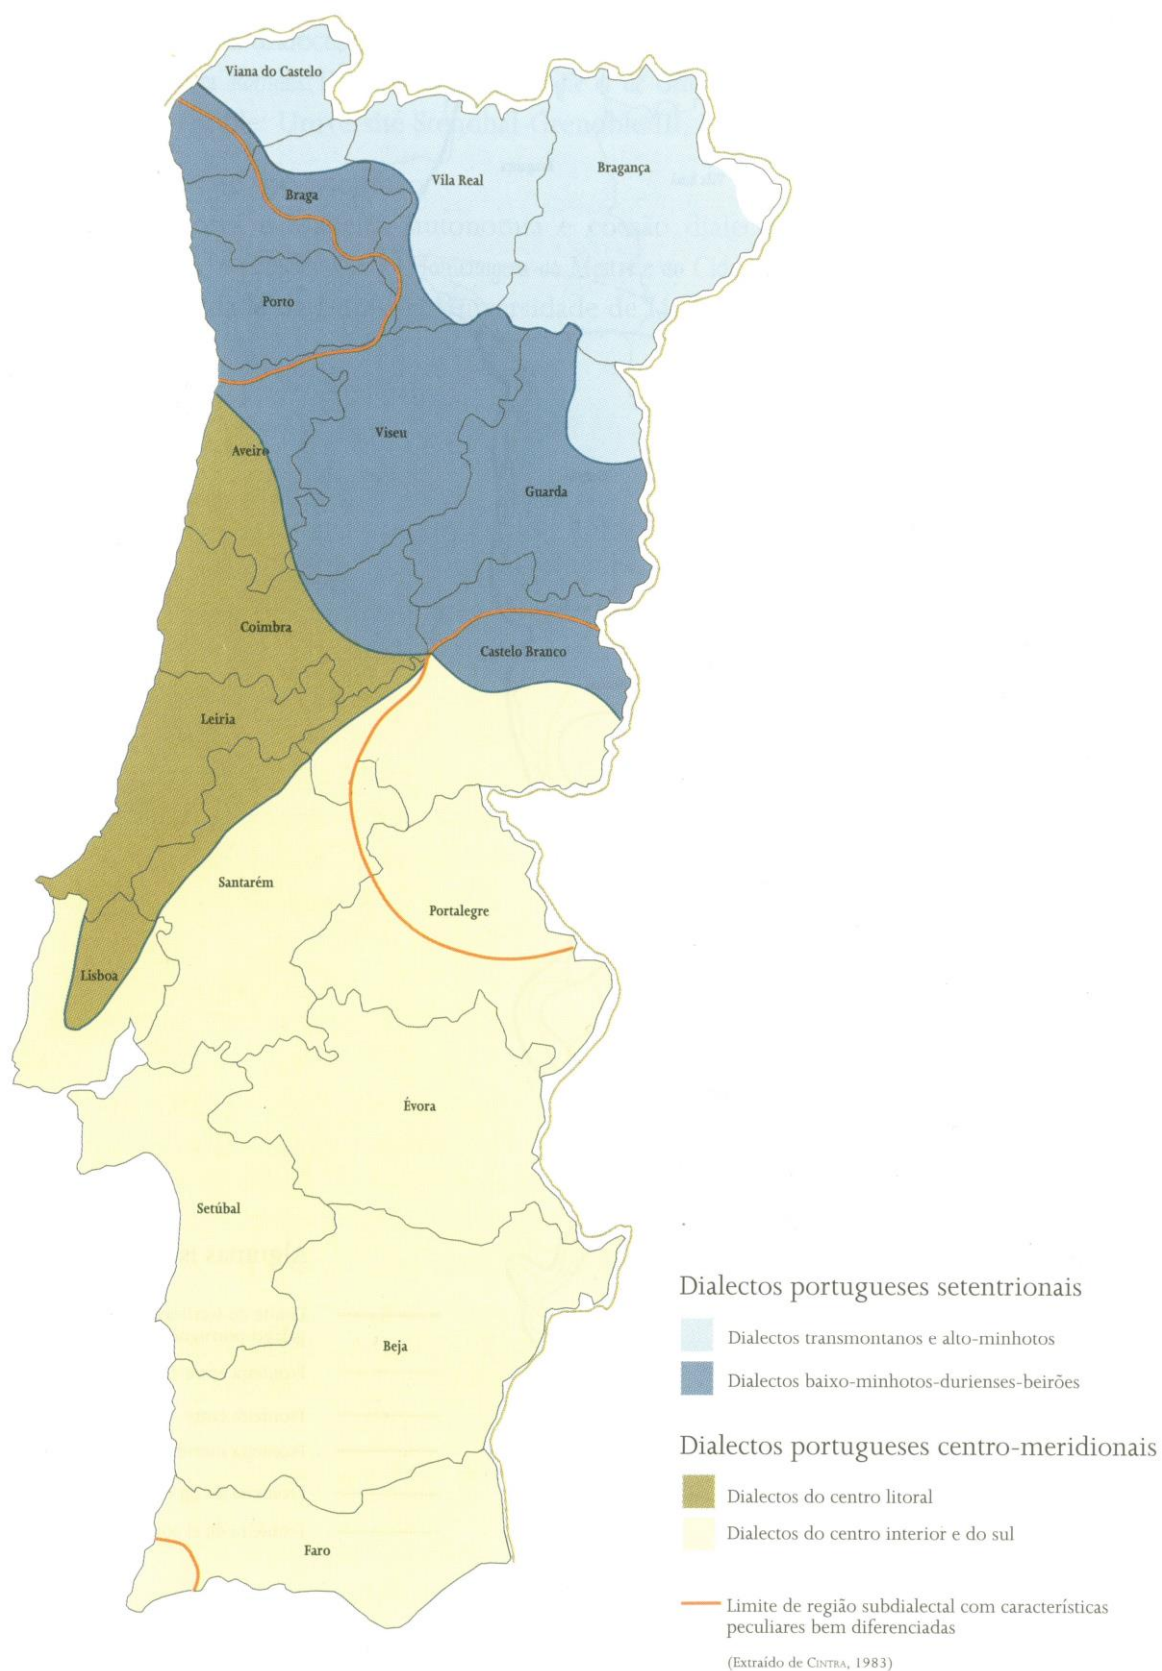 Viana do Castelo
Bragança
Vila Real
Braga
Porto
Viseu
Aveiro
Guarda
Coimbra
Castelo Branco
Leiria
Santarém
Portalegre
Lisboa
Évora
Setúbal
Beja
Faro
Dialectos portugueses setentrionais
Dialectos transmontanos e alto-minhotos
Dialectos baixo-minhotos-durienses-beirões
Dialectos portugueses centro-meridionais
Dialectos do centro litoral
Dialectos do centro interior e do sul
Limite de região subdialectal com características
peculiares bem diferenciadas
(Extraído de CINTRA, 1983)